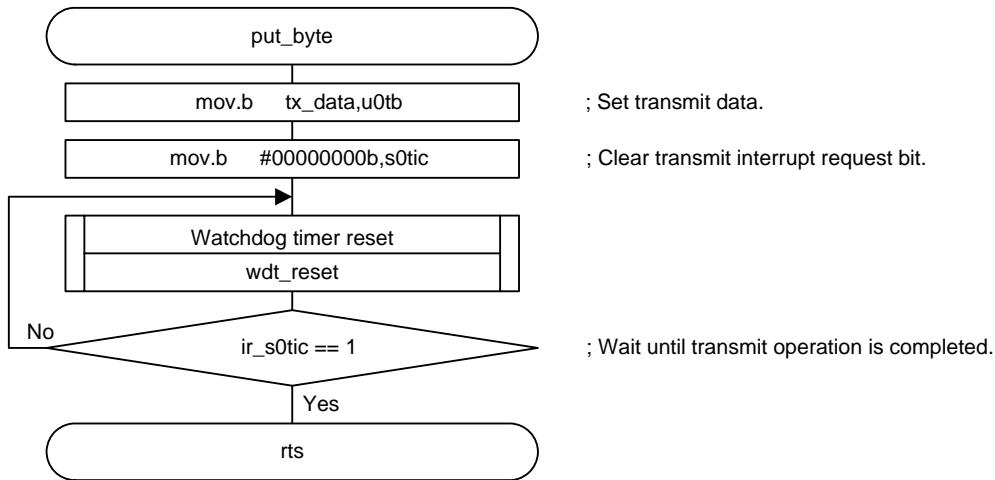 put_byte
mov.b tx_data,u0tb ; Set transmit data.
mov.b #00000000b,s0tic ; Clear transmit interrupt request bit.
Watchdog timer reset
wdt_reset
No
ir_s0tic == 1 ; Wait until transmit operation is completed.
Yes
rts